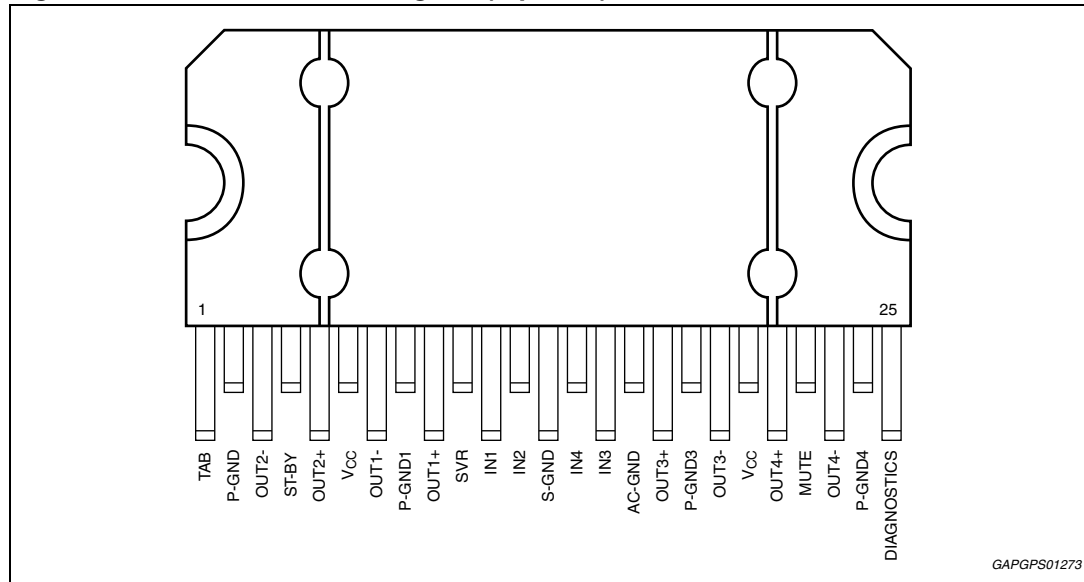 1
25
TAB
P-GND
OUT2-
ST-BY
OUT2+
VCC
OUT1-
P-GND1
OUT1+
SVR
IN1
IN2
S-GND
IN4
IN3
AC-GND
OUT3+
P-GND3
OUT3-
VCC
OUT4+
MUTE
OUT4-
P-GND4
DIAGNOSTICS
GAPGPS01273